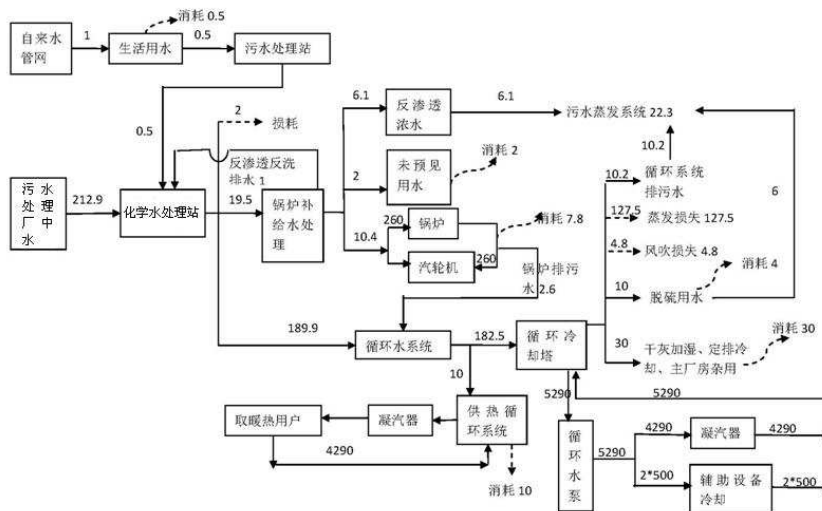 消耗 0.5
自来水
管网
1
生活用水
0.5
污水处理站
2
损耗
0.5
6.1
反渗透
浓水
6.1
污水蒸发系统 22.3
10.2
反渗透反洗
排水 1
2
未预见
用水
消耗 2
污水
处理中
厂水
212.9
化学水处理站
19.5
锅炉补
给水处
理
10.4
260
锅炉
汽轮机
260
消耗 7.8
锅炉排污
水 2.6
10.2
循环系统
排污水
6
127.5
蒸发损失 127.5
4.8
风吹损失 4.8
消耗 4
10
脱硫用水
消耗 30
30
干灰加湿、定排冷
却、主厂房杂用
189.9
循环水系统
182.5
循环冷
却塔
10
5290
5290
取暖热用户
凝汽器
供热循
环系统
4290
消耗 10
循
环
水
泵
5290
4290
凝汽器
4290
2*500
辅助设备
冷却
2*500